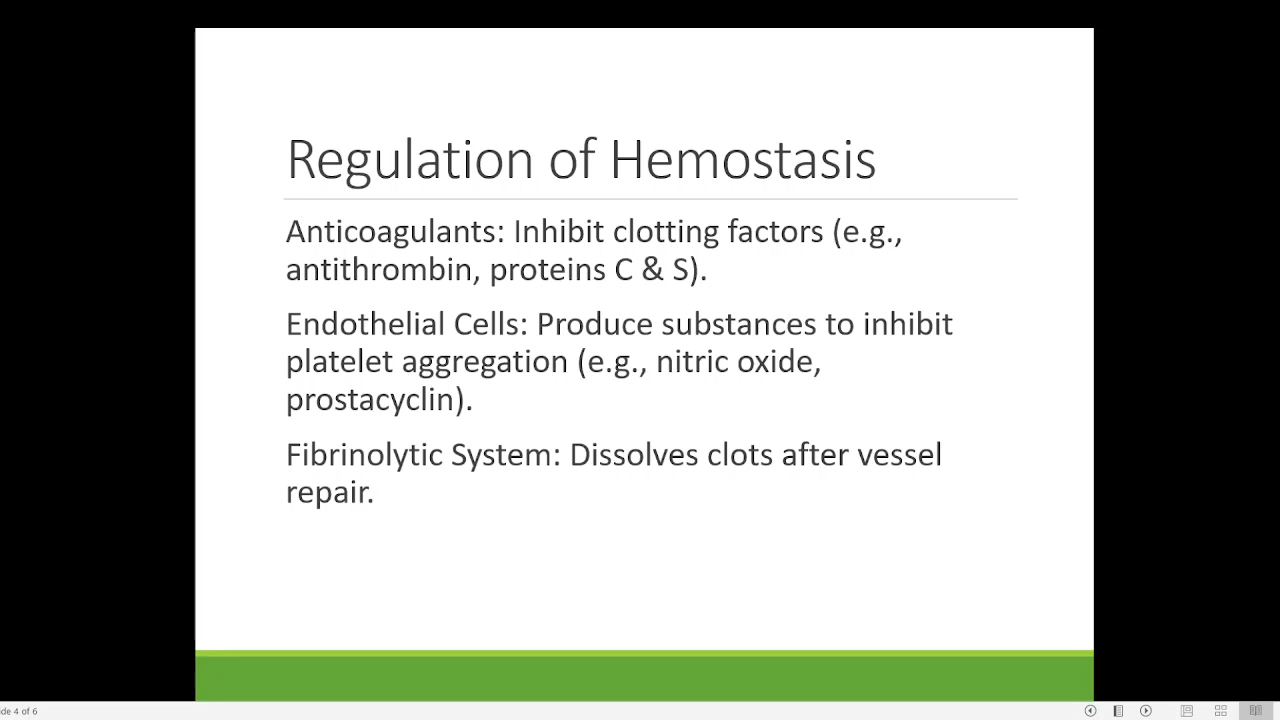 Regulation of Hemostasis
Anticoagulants: Inhibit clotting factors (e.g.,
antithrombin, proteins C & S).
Endothelial Cells: Produce substances to inhibit
platelet aggregation (e.g., nitric oxide,
prostacyclin).
Fibrinolytic System: Dissolves clots after vessel
repair.
de 4 of 6